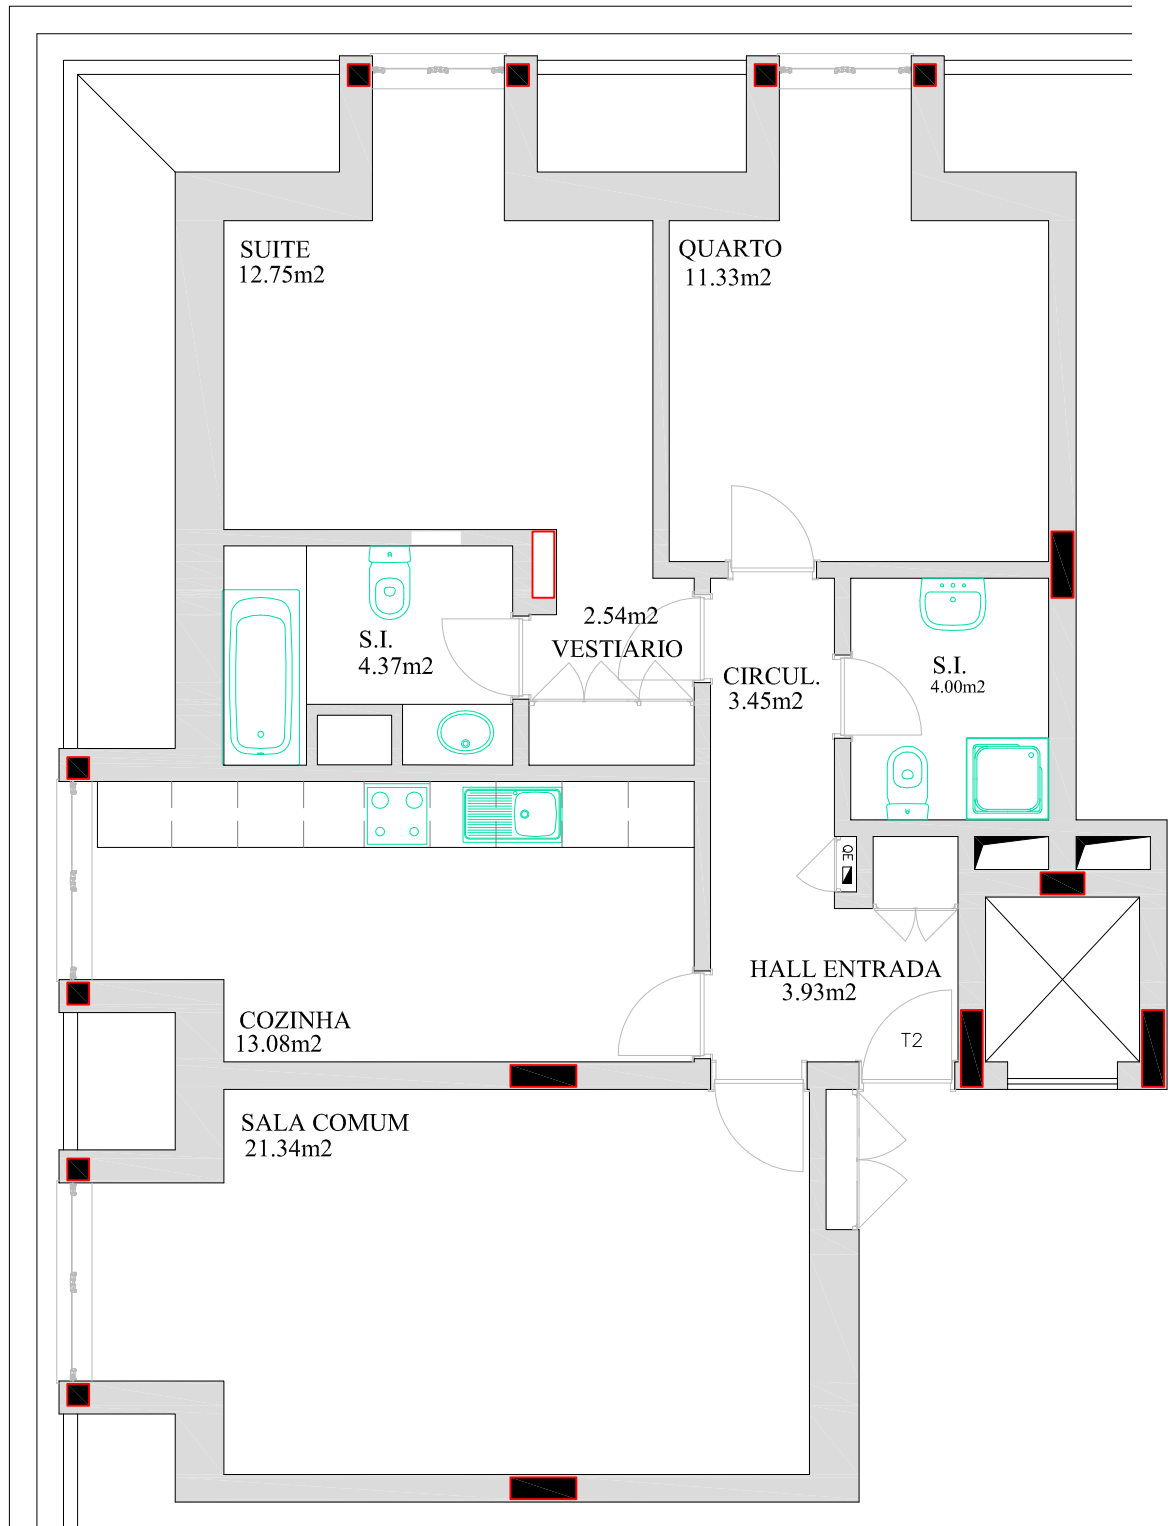 SUITE
12.75m2
QUARTO
11.33m2
2.54m2
VESTIARIO
S.I.
4.37m2
CIRCUL.
3.45m2
S.I.
4.00m2
QE
HALL ENTRADA
3.93m2
T2
COZINHA
13.08m2
SALA COMUM
21.34m2